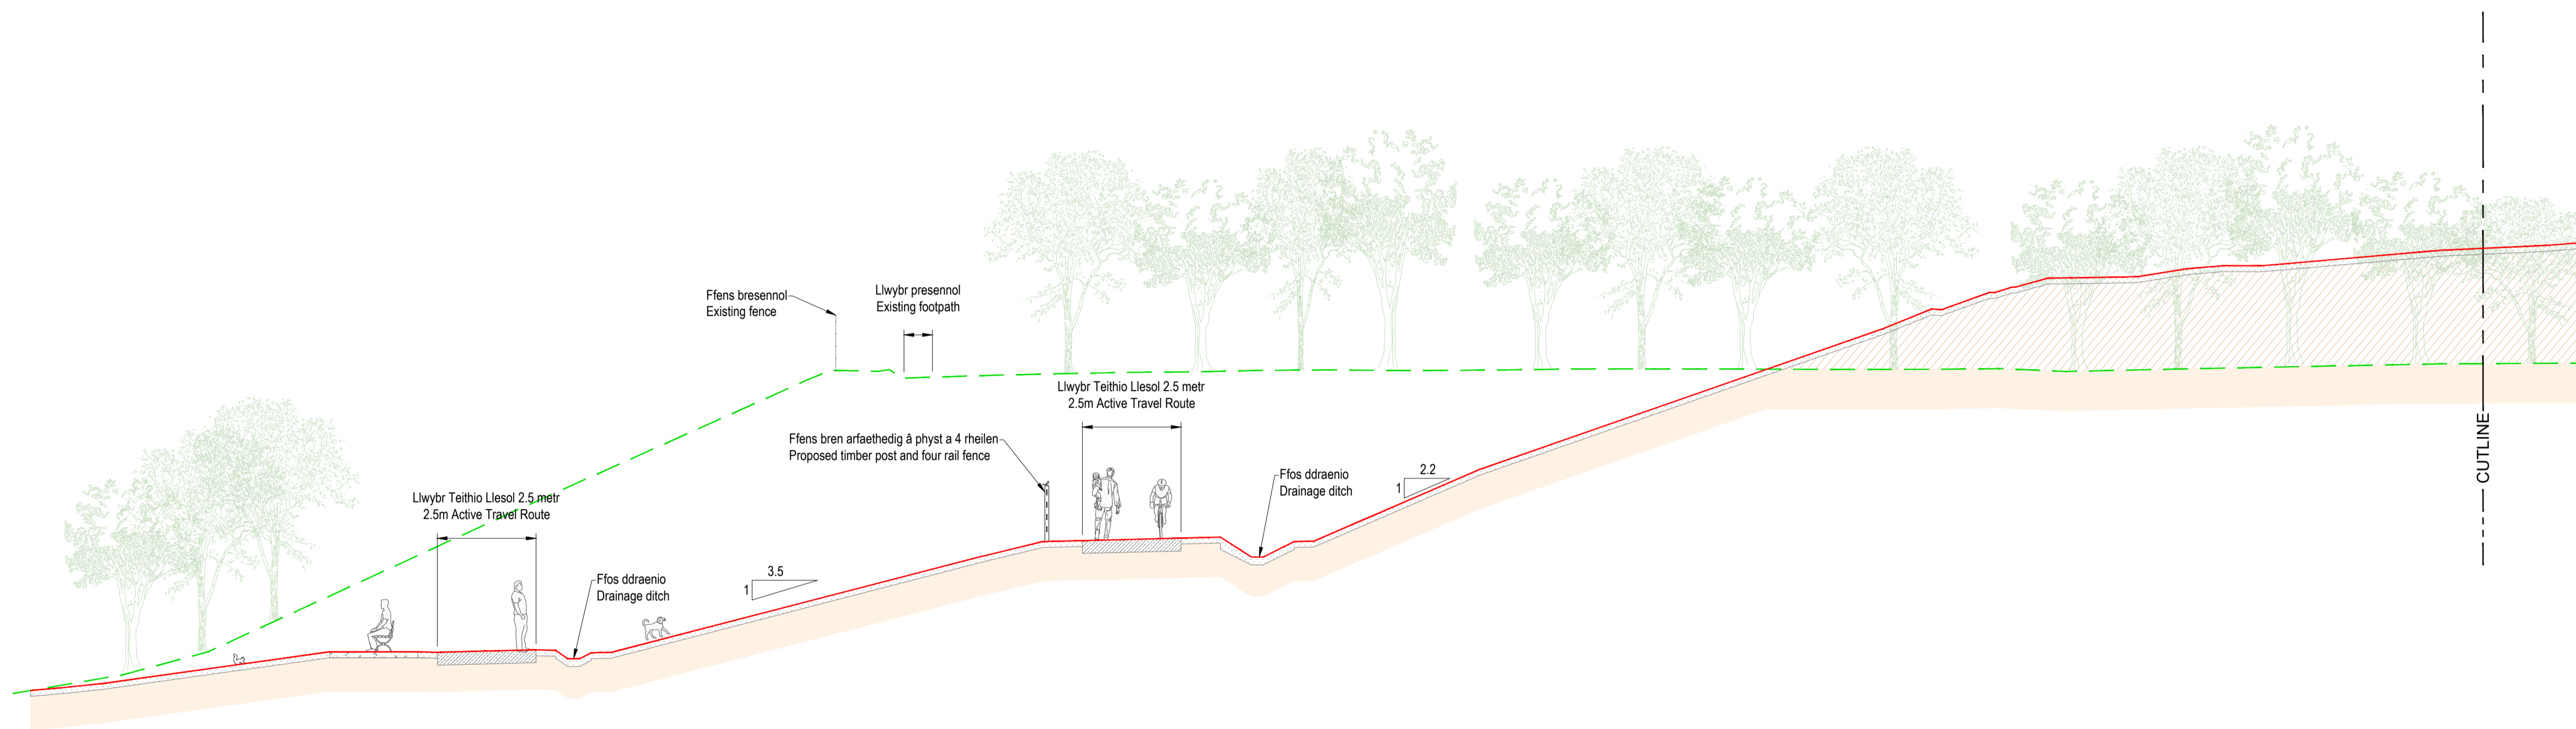 Ffens bresennol
Existing fence
Llwybr presennol
Existing footpath
Llwybr Teithio Llesol 2.5 metr
2.5m Active Travel Route
Ffens bren arfaethedig â physt a 4 rheilen
Proposed timber post and four rail fence
Ffos ddraenio
Drainage ditch
2.2
1
CUTLINE
Llwybr Teithio Llesol 2.5 metr
2.5m Active Travel Route
Ffos ddraenio
Drainage ditch
3.5
1